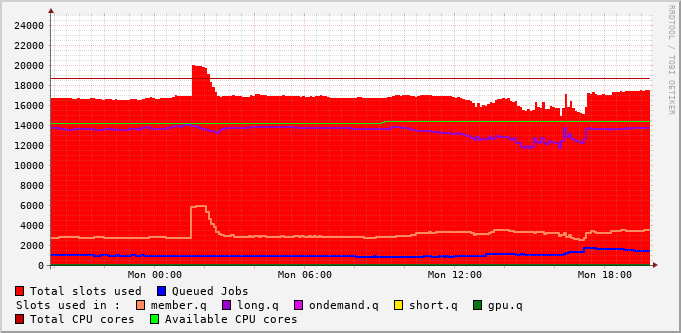 24000
22000
20000
18000
16000
14000
12000
10000
8000
6000
4000
2000
0
Mon 00:00 Mon 06:00 Mon 12:00 Mon 18:00
RRDTOOL / TOBI OETIKER
Total slots used Queued Jobs
Slots used in : member.q long.q ondemand.q short.q gpu.q
Total CPU cores Available CPU cores